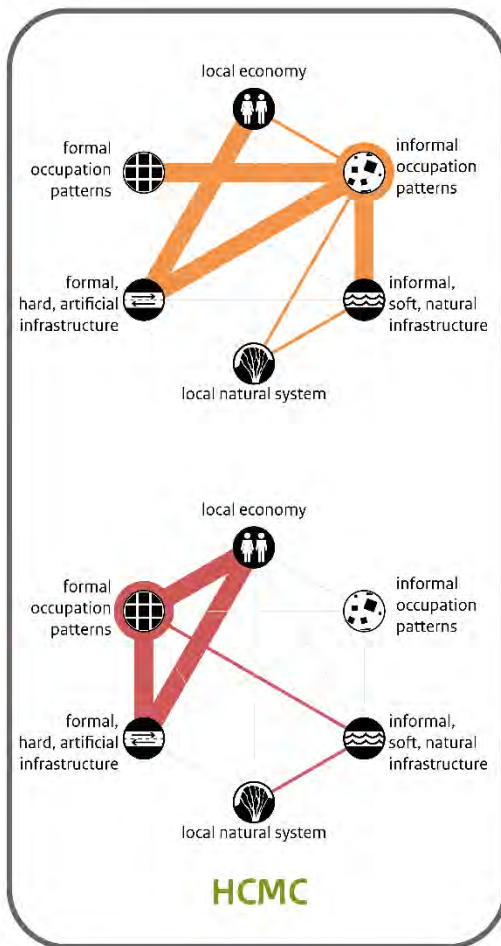 local economy
formal
occupation
patterns
informal
occupation
patterns
formal,
hard, artificial
infrastructure
informal,
soft, natural
infrastructure
local natural system
local economy
formal
occupation
patterns
informal
occupation
patterns
formal,
hard, artificial
infrastructure
informal,
soft, natural
infrastructure
local natural system
HCMC